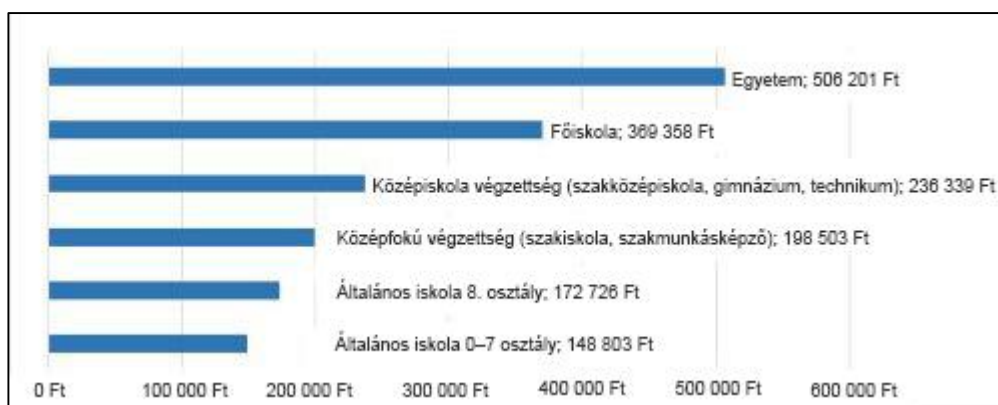 Egyetem; 506 201 Ft
Főiskola; 369 358 Ft
Középiskola végzettség (szakközépiskola, gimnázium, technikum); 236 339 Ft
Középfokú végzettség (szakiskola, szakmunkásképző); 198 503 Ft
Általános iskola 8. osztály; 172 726 Ft
Általános iskola 0–7 osztály; 148 803 Ft
0 Ft 100 000 Ft 200 000 Ft 300 000 Ft 400 000 Ft 500 000 Ft 600 000 Ft